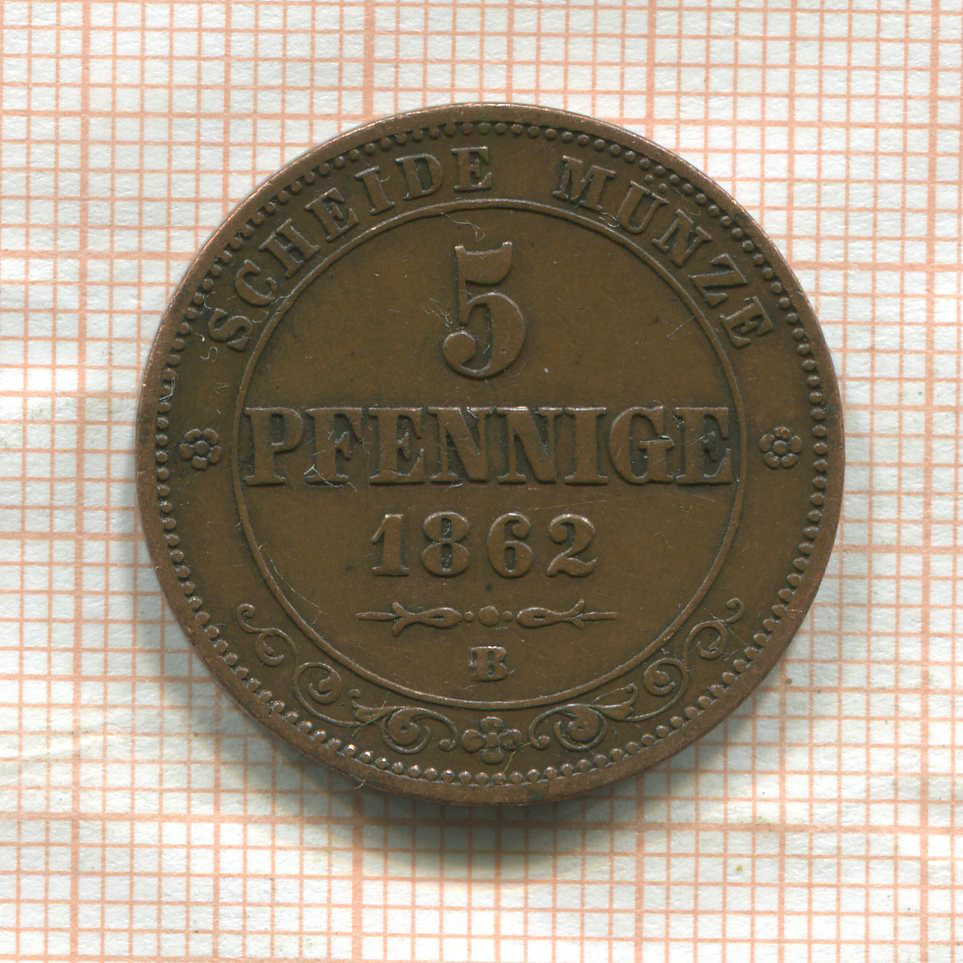 SCHEIDE MÜNZE
5
PFENNIGE
1862
B